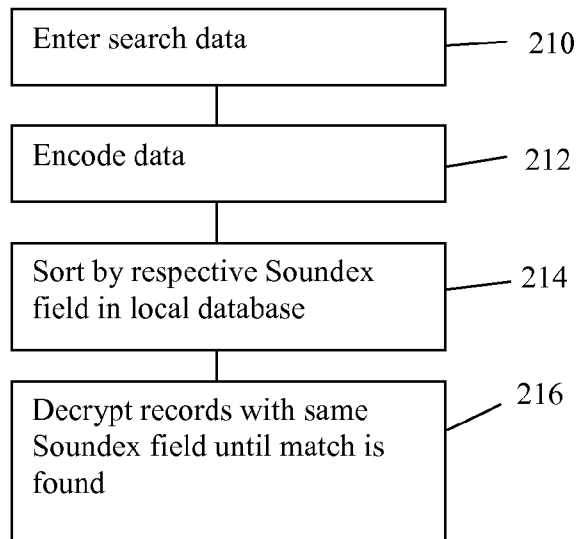 Enter search data
210
Encode data
212
Sort by respective Soundex
field in local database
214
Decrypt records with same
Soundex field until match is
found
216